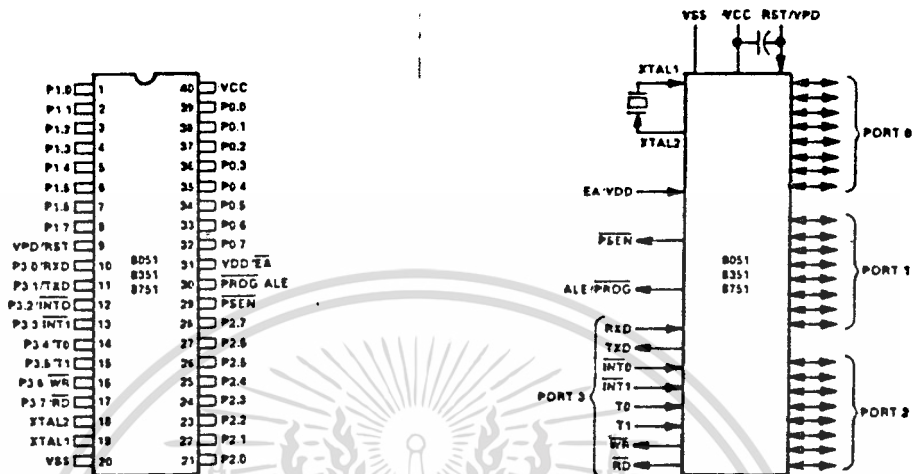 P1.0 1 40 VCC
P1.1 2 39 P0.0
P1.2 3 38 P0.1
P1.3 4 37 P0.2
P1.4 5 36 P0.3
P1.5 6 35 P0.4
P1.6 7 34 P0.5
P1.7 8 33 P0.6
VPD/RST 9 32 P0.7
P3.0/RXD 10 31 VDD/EA
P3.1/TXD 11 30 PROG ALE
P3.2/INT0 12 29 PSEN
P3.3/INT1 13 28 P2.7
P3.4/T0 14 27 P2.6
P3.5/T1 15 26 P2.5
P3.6 WR 16 25 P2.4
P3.7 RD 17 24 P2.3
XTAL2 18 23 P2.2
XTAL1 19 22 P2.1
VSS 20 21 P2.0
8051
8351
8751
VSS VCC RST/VPD
XTAL1
XTAL2
EA/VDD
PSEN
ALE/PROG
PORT 3
RXD
TXD
INT0
INT1
T0
T1
WR
RD
8051
8351
8751
PORT 0
PORT 1
PORT 2